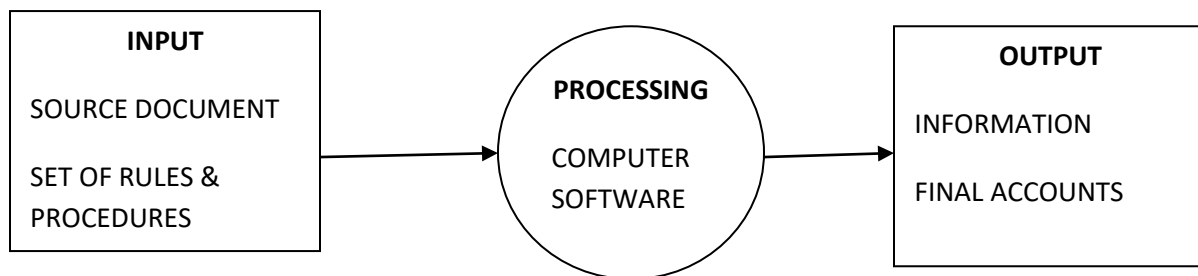 INPUT
SOURCE DOCUMENT
SET OF RULES &
PROCEDURES
PROCESSING
COMPUTER
SOFTWARE
OUTPUT
INFORMATION
FINAL ACCOUNTS